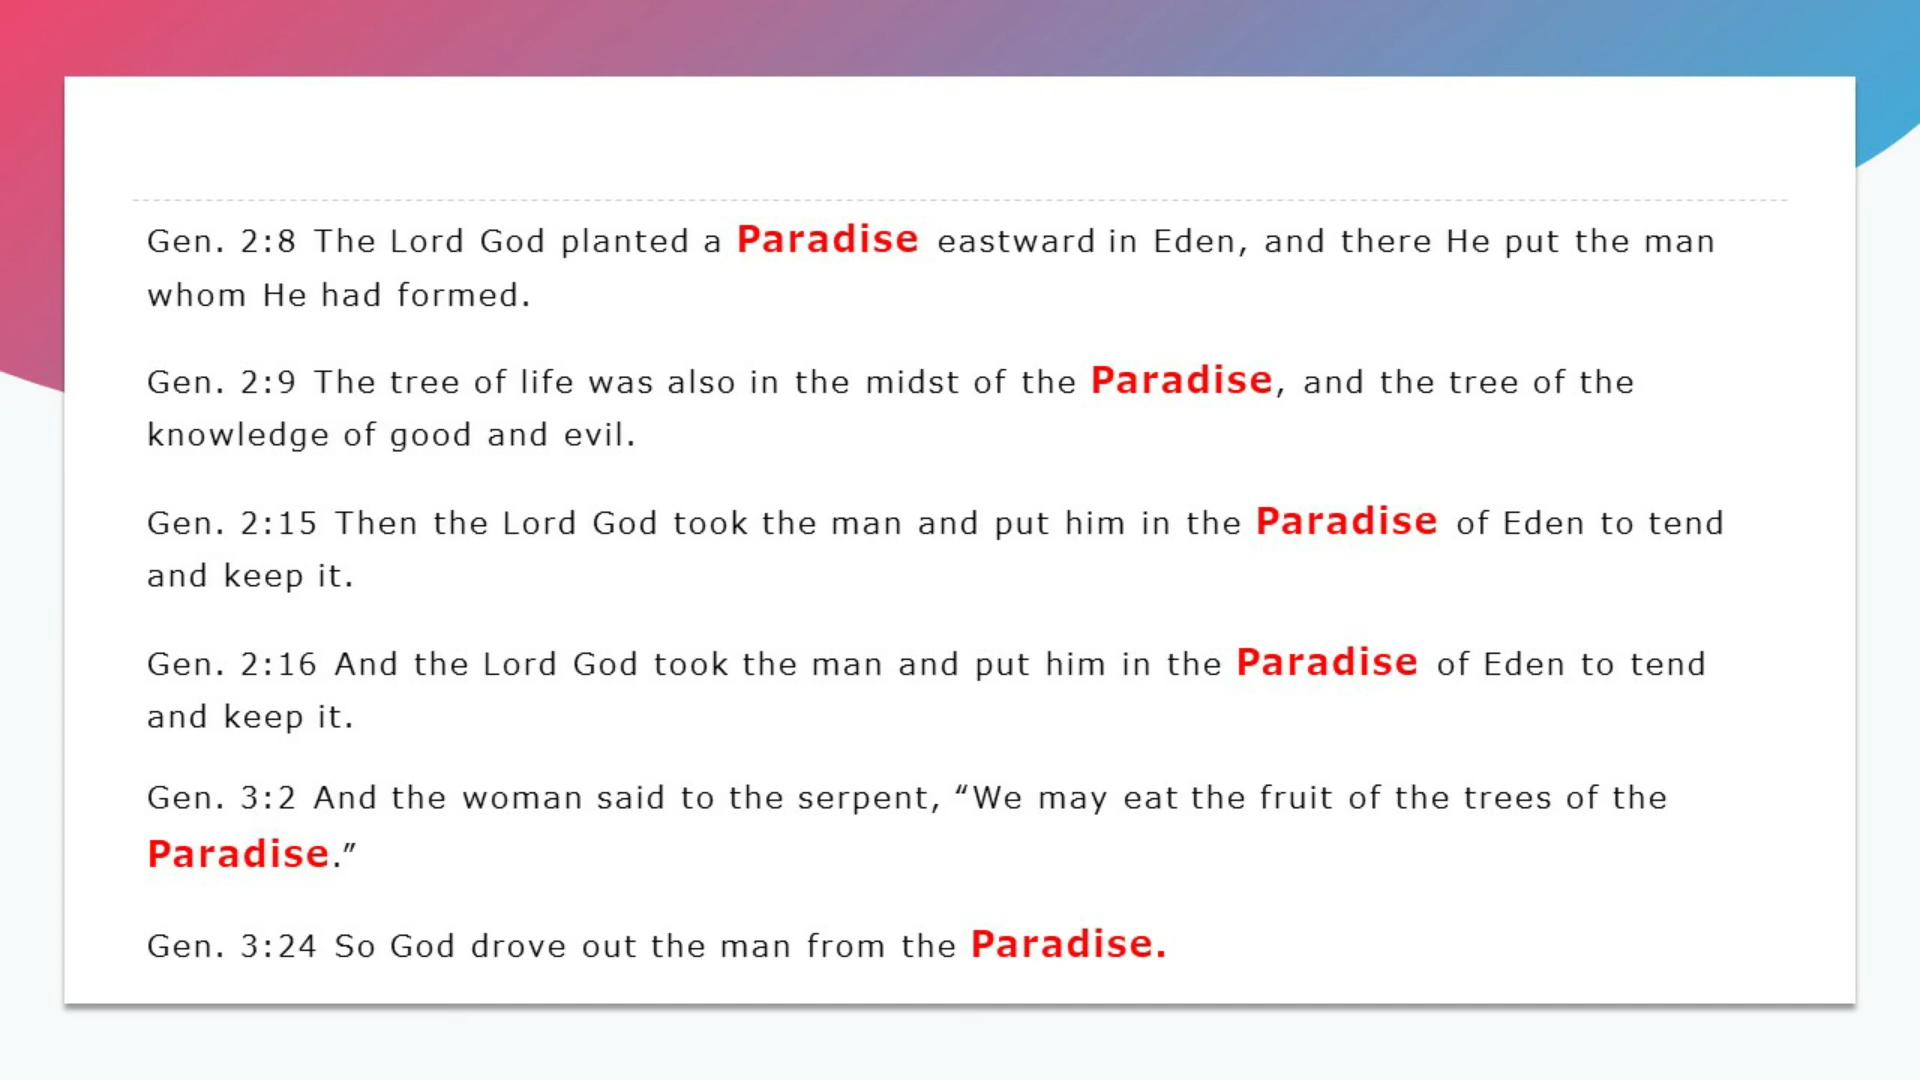 Gen. 2:8 The Lord God planted a Paradise eastward in Eden, and there He put the man
whom He had formed.
Gen. 2:9 The tree of life was also in the midst of the Paradise, and the tree of the
knowledge of good and evil.
Gen. 2:15 Then the Lord God took the man and put him in the Paradise of Eden to tend
and keep it.
Gen. 2:16 And the Lord God took the man and put him in the Paradise of Eden to tend
and keep it.
Gen. 3:2 And the woman said to the serpent, “We may eat the fruit of the trees of the
Paradise.”
Gen. 3:24 So God drove out the man from the Paradise.